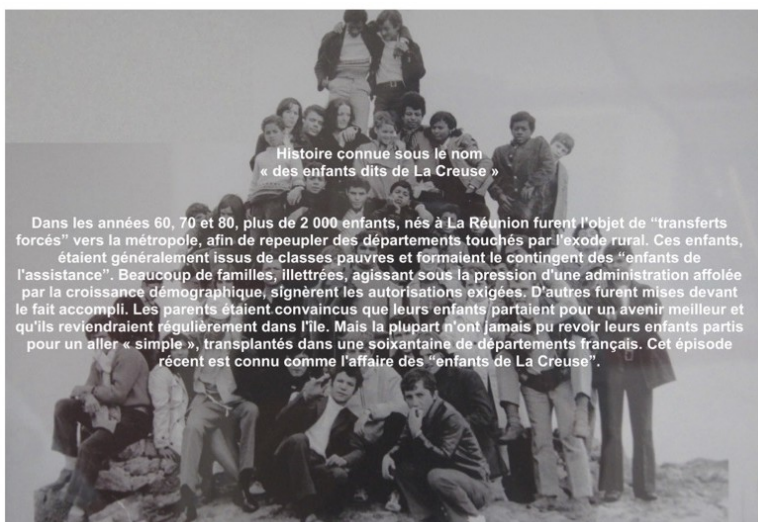 Histoire connue sous le nom
« des enfants dits de La Creuse »
Dans les années 60, 70 et 80, plus de 2 000 enfants, nés à La Réunion furent l'objet de “transferts
forcés” vers la métropole, afin de repeupler des départements touchés par l'exode rural. Ces enfants,
étaient généralement issus de classes pauvres et formaient le contingent des “enfants de
l'assistance”. Beaucoup de familles, illettrées, agissant sous la pression d'une administration affolée
par la croissance démographique, signèrent les autorisations exigées. D'autres furent mises devant
le fait accompli. Les parents étaient convaincus que leurs enfants partaient pour un avenir meilleur et
qu'ils reviendraient régulièrement dans l'île. Mais la plupart n'ont jamais pu revoir leurs enfants partis
pour un aller « simple », transplantés dans une soixantaine de départements français. Cet épisode
récent est connu comme l'affaire des “enfants de La Creuse”.